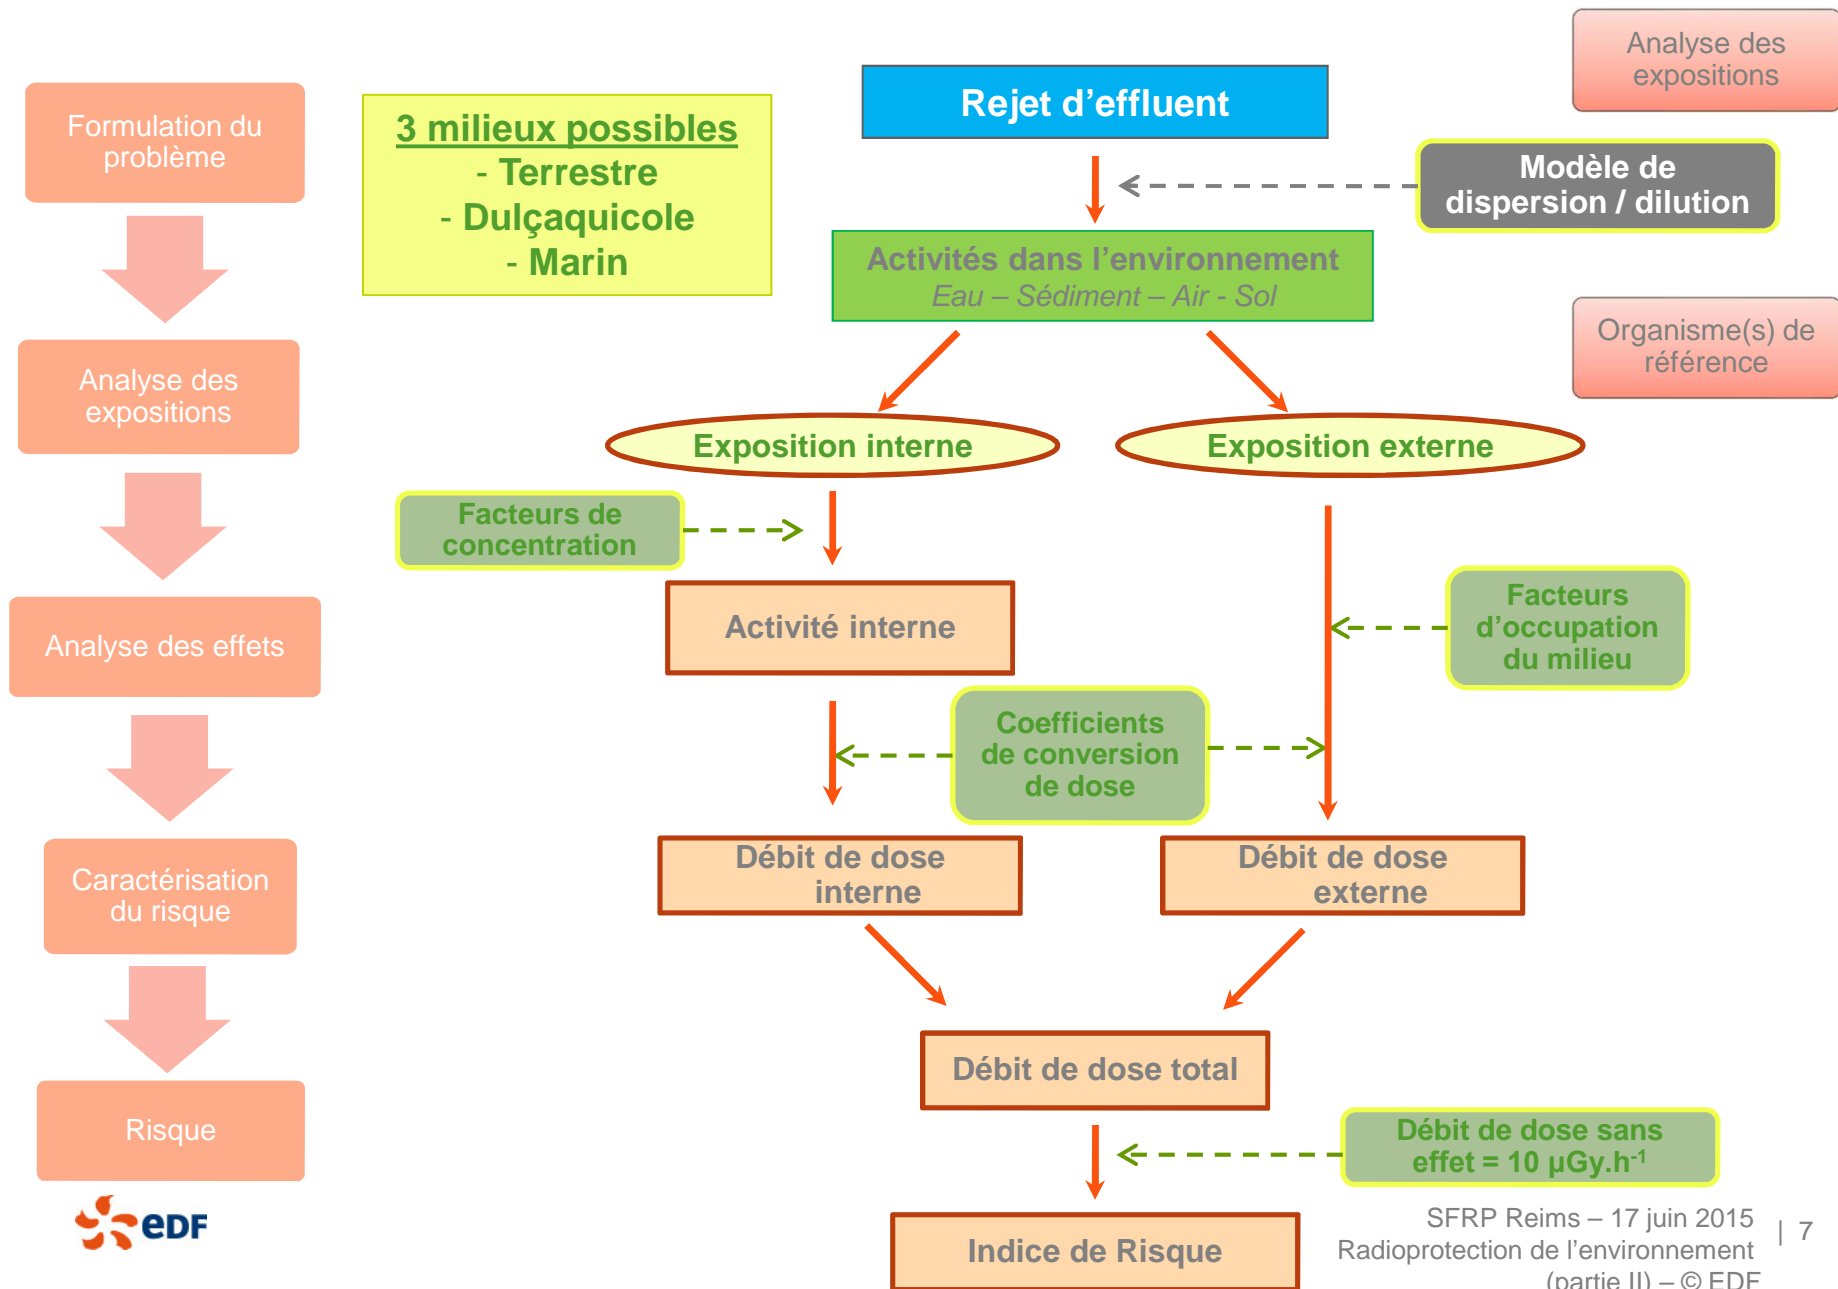 Formulation du
problème
Analyse des
expositions
Analyse des effets
Caractérisation
du risque
Risque
3 milieux possibles
- Terrestre
- Dulçaquicole
- Marin
Rejet d’effluent
Modèle de
dispersion / dilution
Activités dans l’environnement
Eau – Sédiment – Air - Sol
Exposition interne
Exposition externe
Facteurs de
concentration
Activité interne
Facteurs
d’occupation
du milieu
Coefficients
de conversion
de dose
Débit de dose
interne
Débit de dose
externe
Débit de dose total
Débit de dose sans
effet = 10 µGy.h⁻¹
Indice de Risque
Analyse des
expositions
Organisme(s) de
référence
eDF
SFRP Reims – 17 juin 2015
Radioprotection de l’environnement
(partie II) – © EDF
| 7